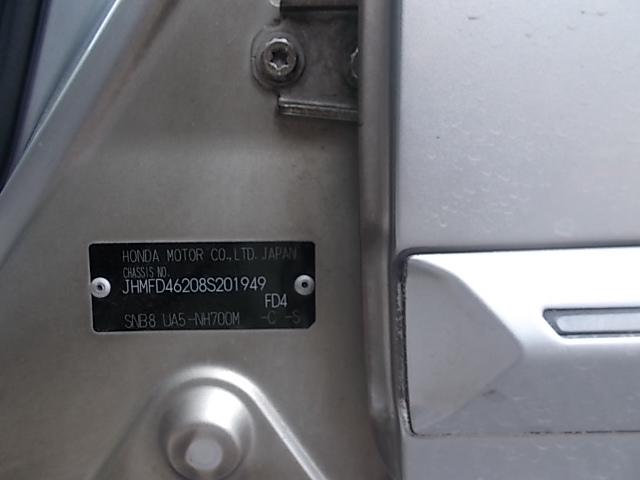 HONDA MOTOR CO., LTD. JAPAN
CHASSIS NO.
JHMFD46208S201949
FD4
SNB8 UA5-NH700M -C -S